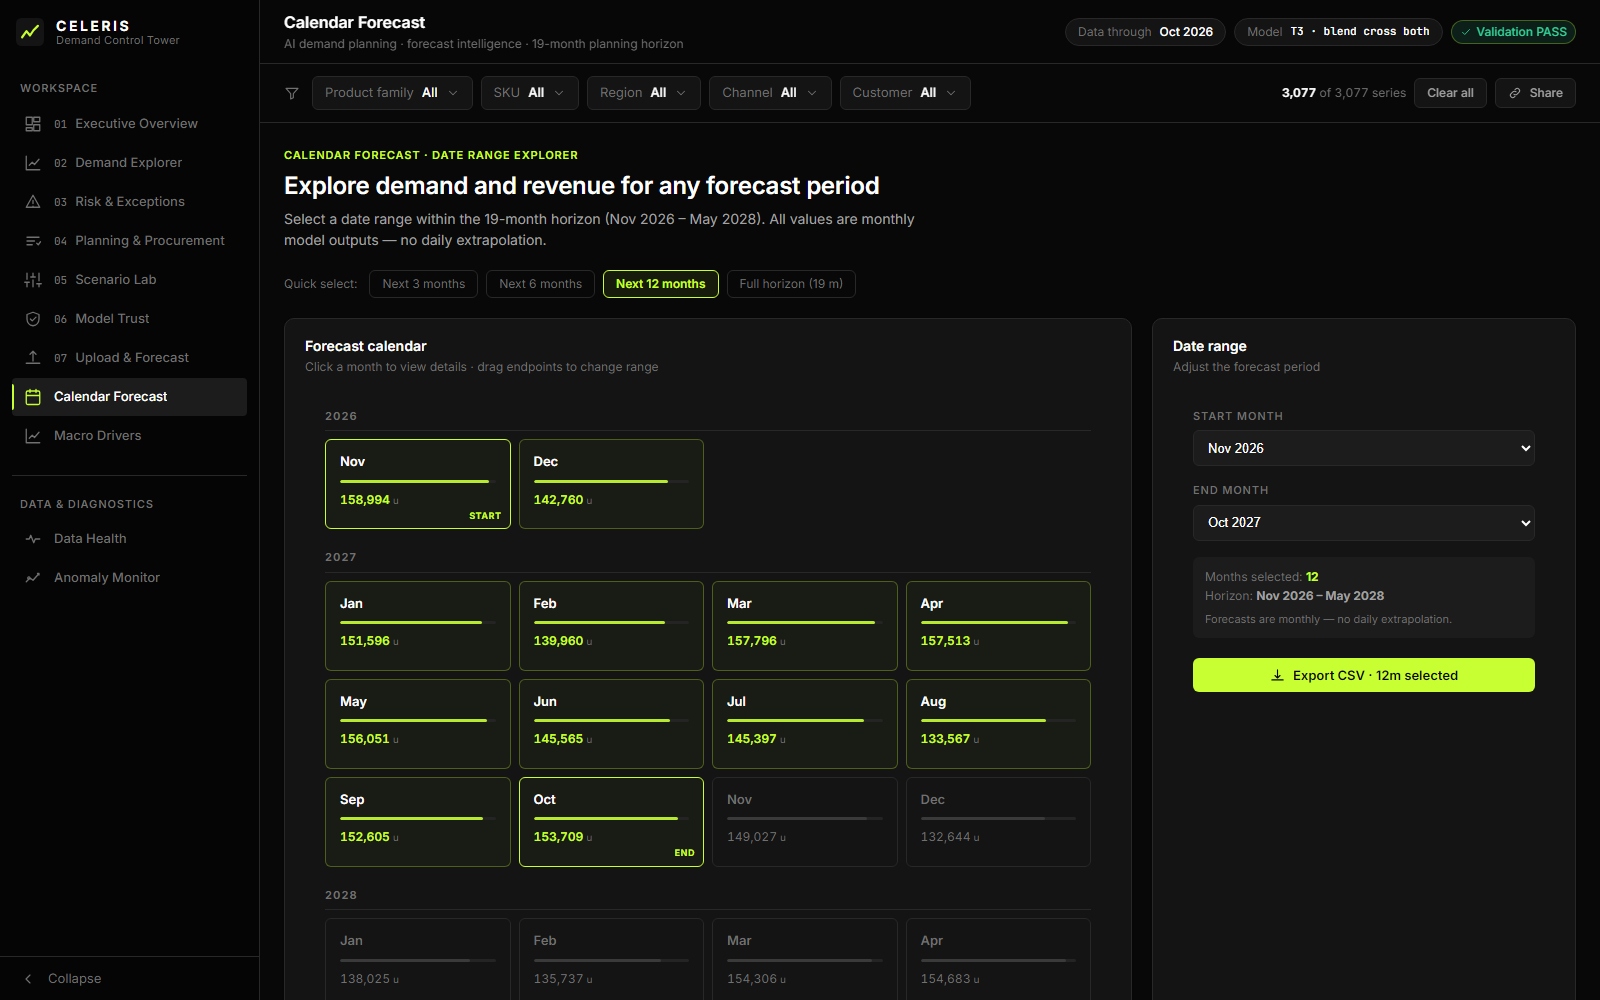 CELERIS
Demand Control Tower
WORKSPACE
01 Executive Overview
02 Demand Explorer
03 Risk & Exceptions
04 Planning & Procurement
05 Scenario Lab
06 Model Trust
07 Upload & Forecast
Calendar Forecast
Macro Drivers
DATA & DIAGNOSTICS
Data Health
Anomaly Monitor
Collapse
Calendar Forecast
AI demand planning · forecast intelligence · 19-month planning horizon
Data through Oct 2026
Model T3 · blend cross both
✓ Validation PASS
Product family All
SKU All
Region All
Channel All
Customer All
3,077 of 3,077 series
Clear all
Share
CALENDAR FORECAST · DATE RANGE EXPLORER
Explore demand and revenue for any forecast period
Select a date range within the 19-month horizon (Nov 2026 – May 2028). All values are monthly
model outputs — no daily extrapolation.
Quick select:
Next 3 months
Next 6 months
Next 12 months
Full horizon (19 m)
Forecast calendar
Click a month to view details · drag endpoints to change range
2026
Nov
158,994 u
START
Dec
142,760 u
2027
Jan
151,596 u
Feb
139,960 u
Mar
157,796 u
Apr
157,513 u
May
156,051 u
Jun
145,565 u
Jul
145,397 u
Aug
133,567 u
Sep
152,605 u
Oct
153,709 u
END
Nov
149,027 u
Dec
132,644 u
2028
Jan
138,025 u
Feb
135,737 u
Mar
154,306 u
Apr
154,683 u
Date range
Adjust the forecast period
START MONTH
Nov 2026
END MONTH
Oct 2027
Months selected: 12
Horizon: Nov 2026 – May 2028
Forecasts are monthly — no daily extrapolation.
Export CSV · 12m selected